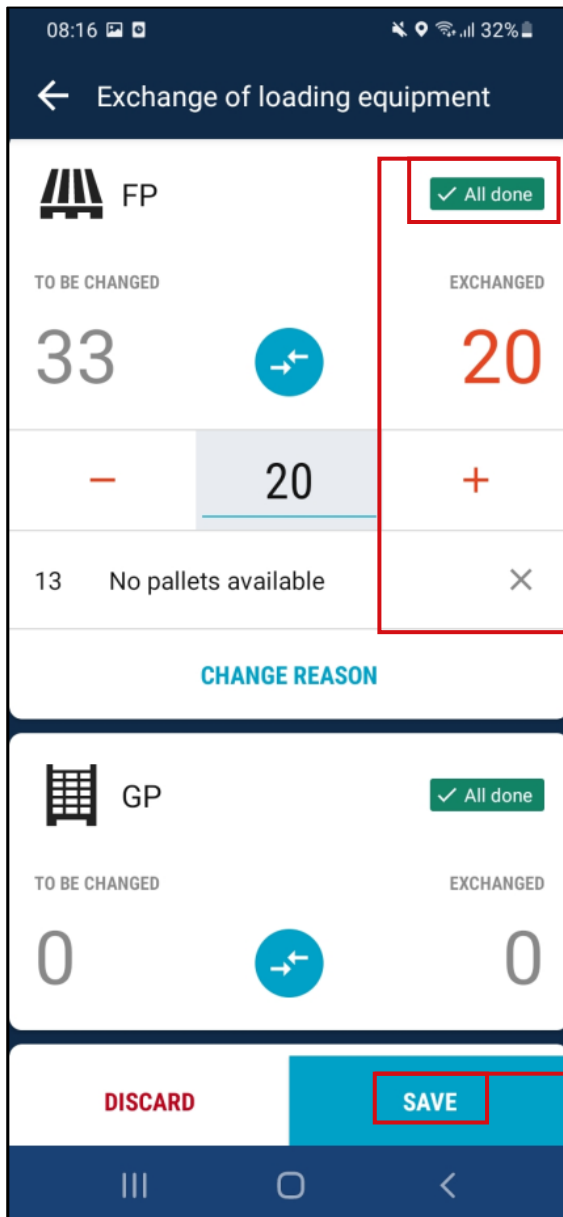 08:16 32%
Exchange of loading equipment
FP All done
TO BE CHANGED EXCHANGED
33 20
− 20 +
13 No pallets available ×
CHANGE REASON
GP All done
TO BE CHANGED EXCHANGED
0 0
DISCARD SAVE